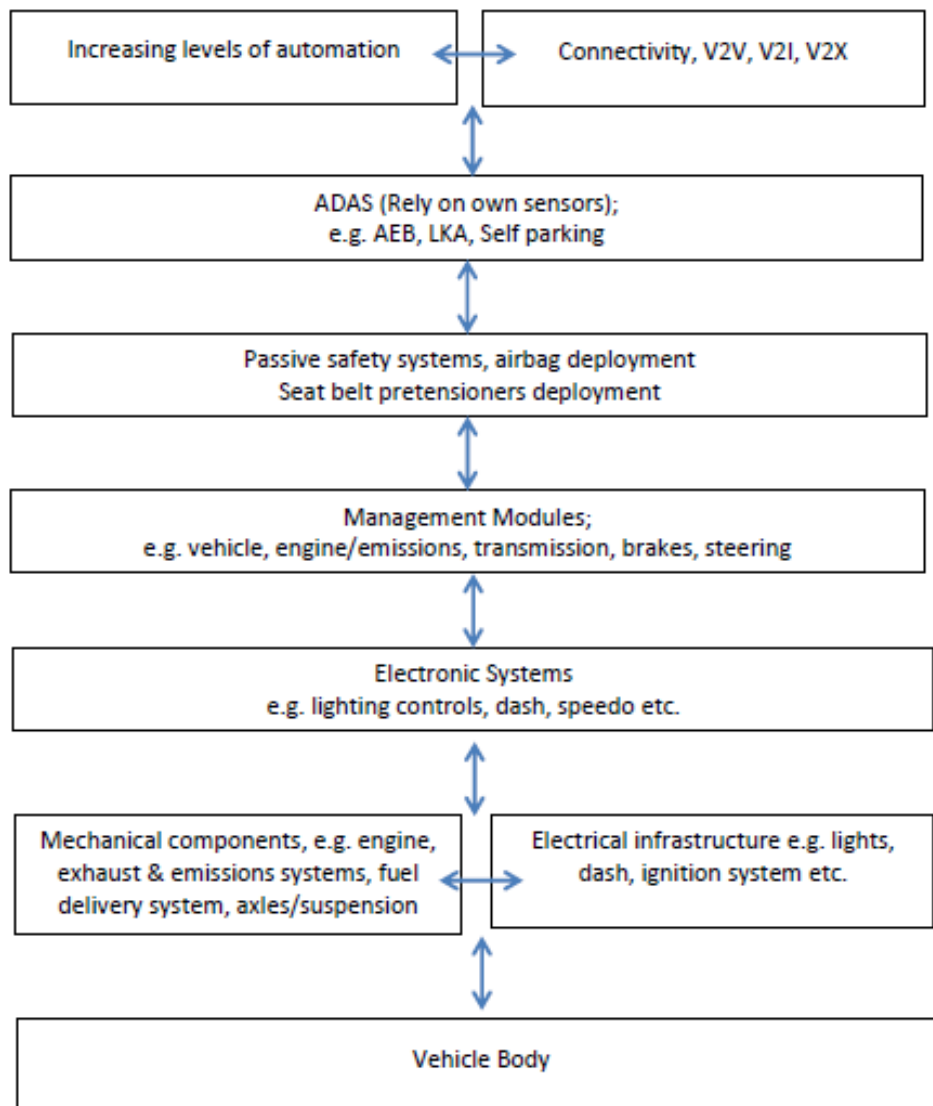 Increasing levels of automation
Connectivity, V2V, V2I, V2X
ADAS (Rely on own sensors);
e.g. AEB, LKA, Self parking
Passive safety systems, airbag deployment
Seat belt pretensioners deployment
Management Modules;
e.g. vehicle, engine/emissions, transmission, brakes, steering
Electronic Systems
e.g. lighting controls, dash, speedo etc.
Mechanical components, e.g. engine,
exhaust & emissions systems, fuel
delivery system, axles/suspension
Electrical infrastructure e.g. lights,
dash, ignition system etc.
Vehicle Body